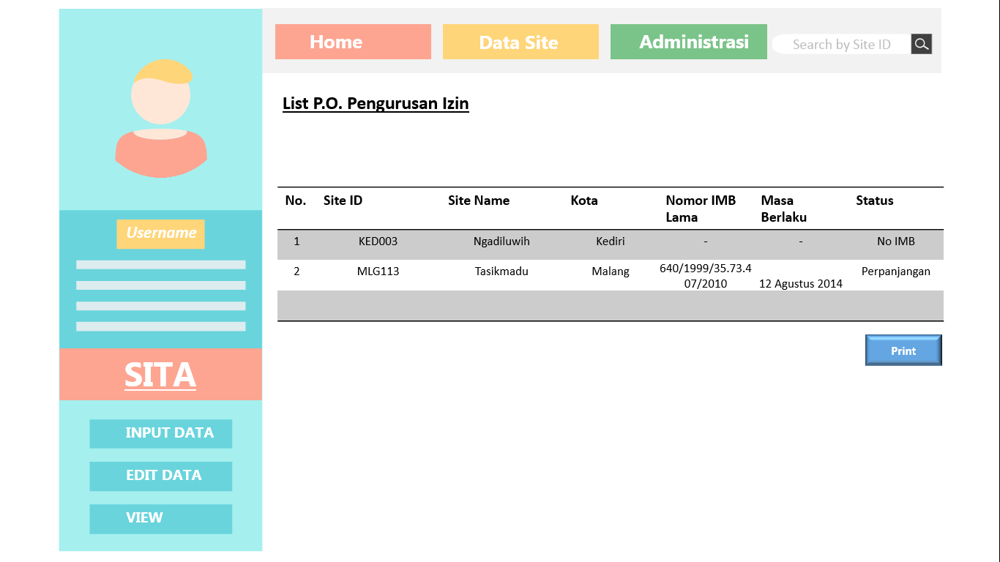 Home
Data Site
Administrasi
Search by Site ID
List P.O. Pengurusan Izin
No. Site ID Site Name Kota Nomor IMB Lama Masa Berlaku Status
1 KED003 Ngadiluwih Kediri - - No IMB
2 MLG113 Tasikmadu Malang 640/1999/35.73.4 07/2010 12 Agustus 2014 Perpanjangan
Print
Username
SITA
INPUT DATA
EDIT DATA
VIEW